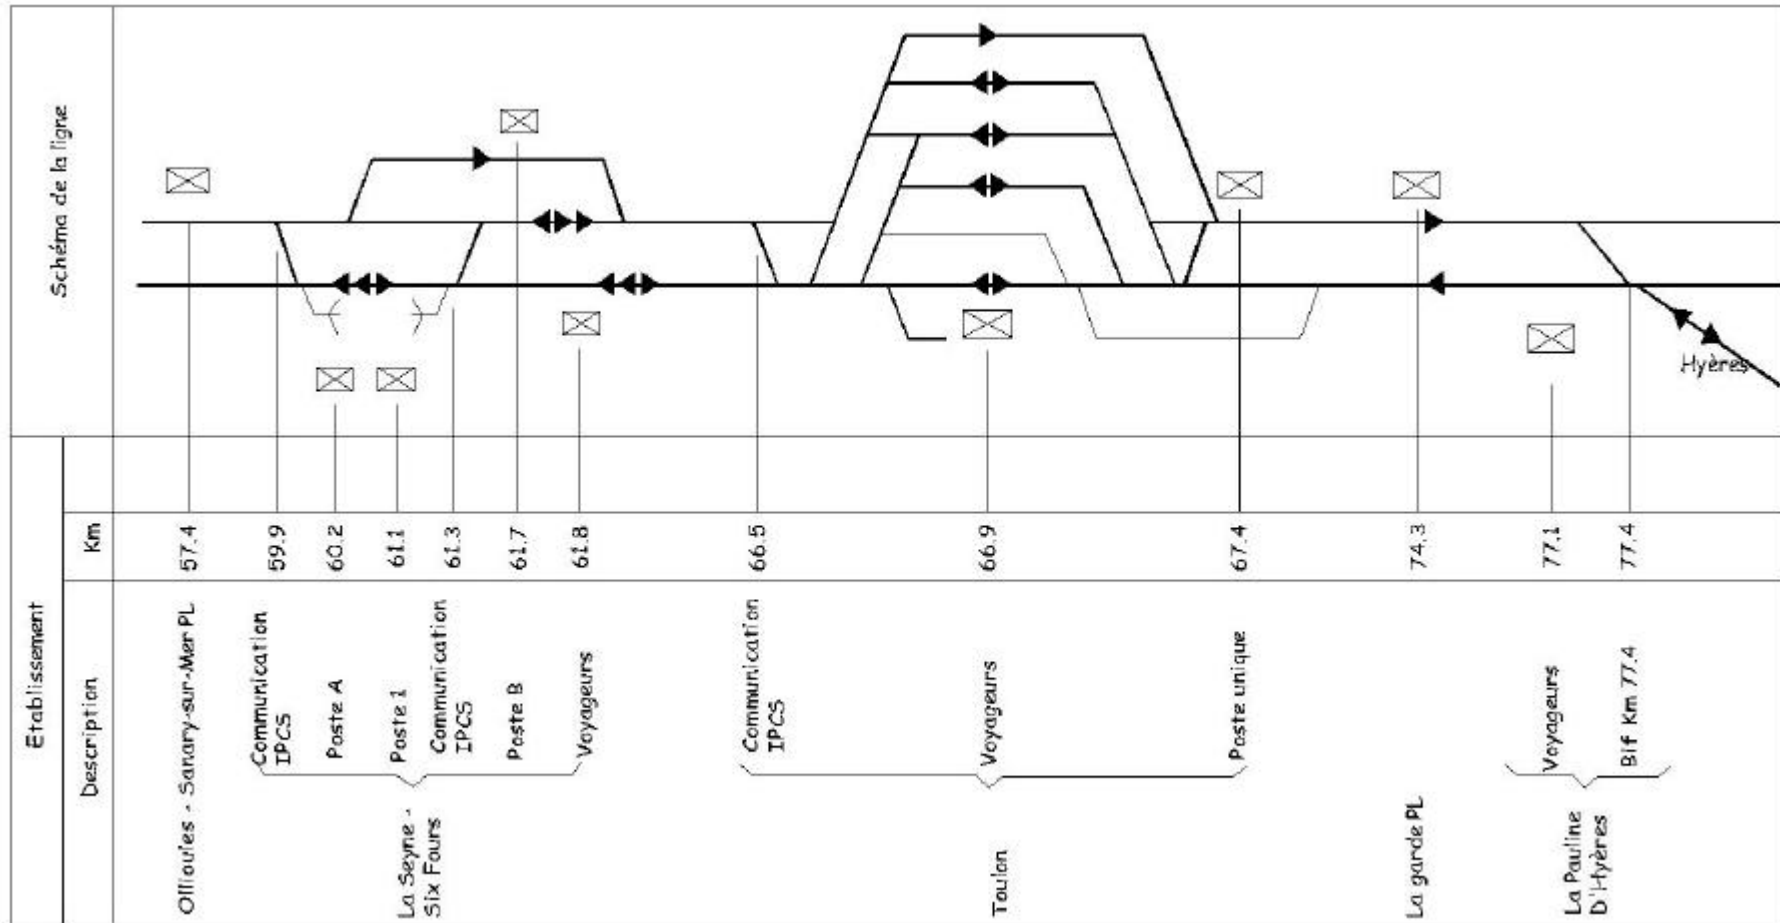 Schéma de la ligne
Hyères
Etablissement
Km
57.4
59.9
60.2
61.1
61.3
61.7
61.8
66.5
66.9
67.4
74.3
77.1
77.4
Description
Ollioules - Sanary-sur-Mer PL
Communication
IPCS
Poste A
Poste 1
Communication
IPCS
Poste B
Voyageurs
La Seyne -
Six Fours
Communication
IPCS
Voyageurs
Poste unique
Toulon
La garde PL
Voyageurs
Bif Km 77.4
La Pauline
D'Hyères